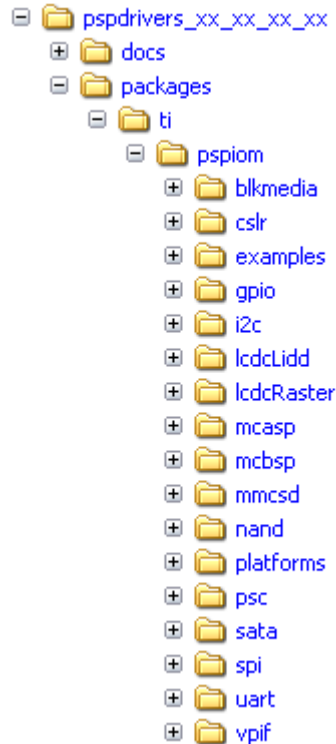 pspdrivers_xx_xx_xx_xx
docs
packages
ti
pspiom
blkmedia
cslr
examples
gpio
i2c
lcdcLidd
lcdcRaster
mcasp
mcbsp
mmcsd
nand
platforms
psc
sata
spi
uart
vpif